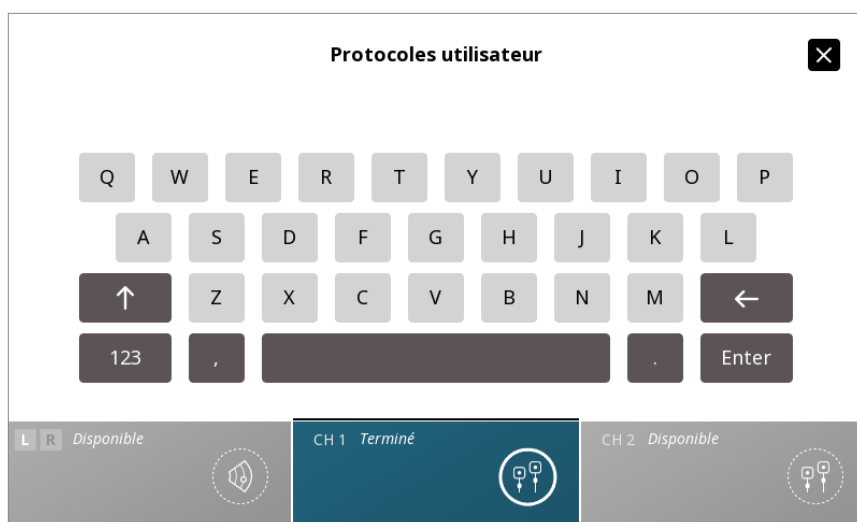 Protocoles utilisateur
Q W E R T Y U I O P
A S D F G H J K L
Z X C V B N M
123 , . Enter
L R Disponible CH 1 Terminé CH 2 Disponible